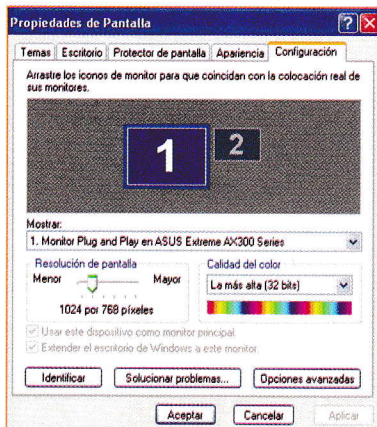 Propiedades de Pantalla
Temas Escritorio Protector de pantalla Apariencia Configuración
Arrastre los iconos de monitor para que coincidan con la colocación real de
sus monitores.
1 2
Mostrar:
1. Monitor Plug and Play en ASUS Extreme AX300 Series
Resolución de pantalla
Menor Mayor
1024 por 768 píxeles
Calidad del color
La más alta (32 bits)
Usar este dispositivo como monitor principal.
Extender el escritorio de Windows a este monitor.
Identificar Solucionar problemas... Opciones avanzadas
Aceptar Cancelar Aplicar